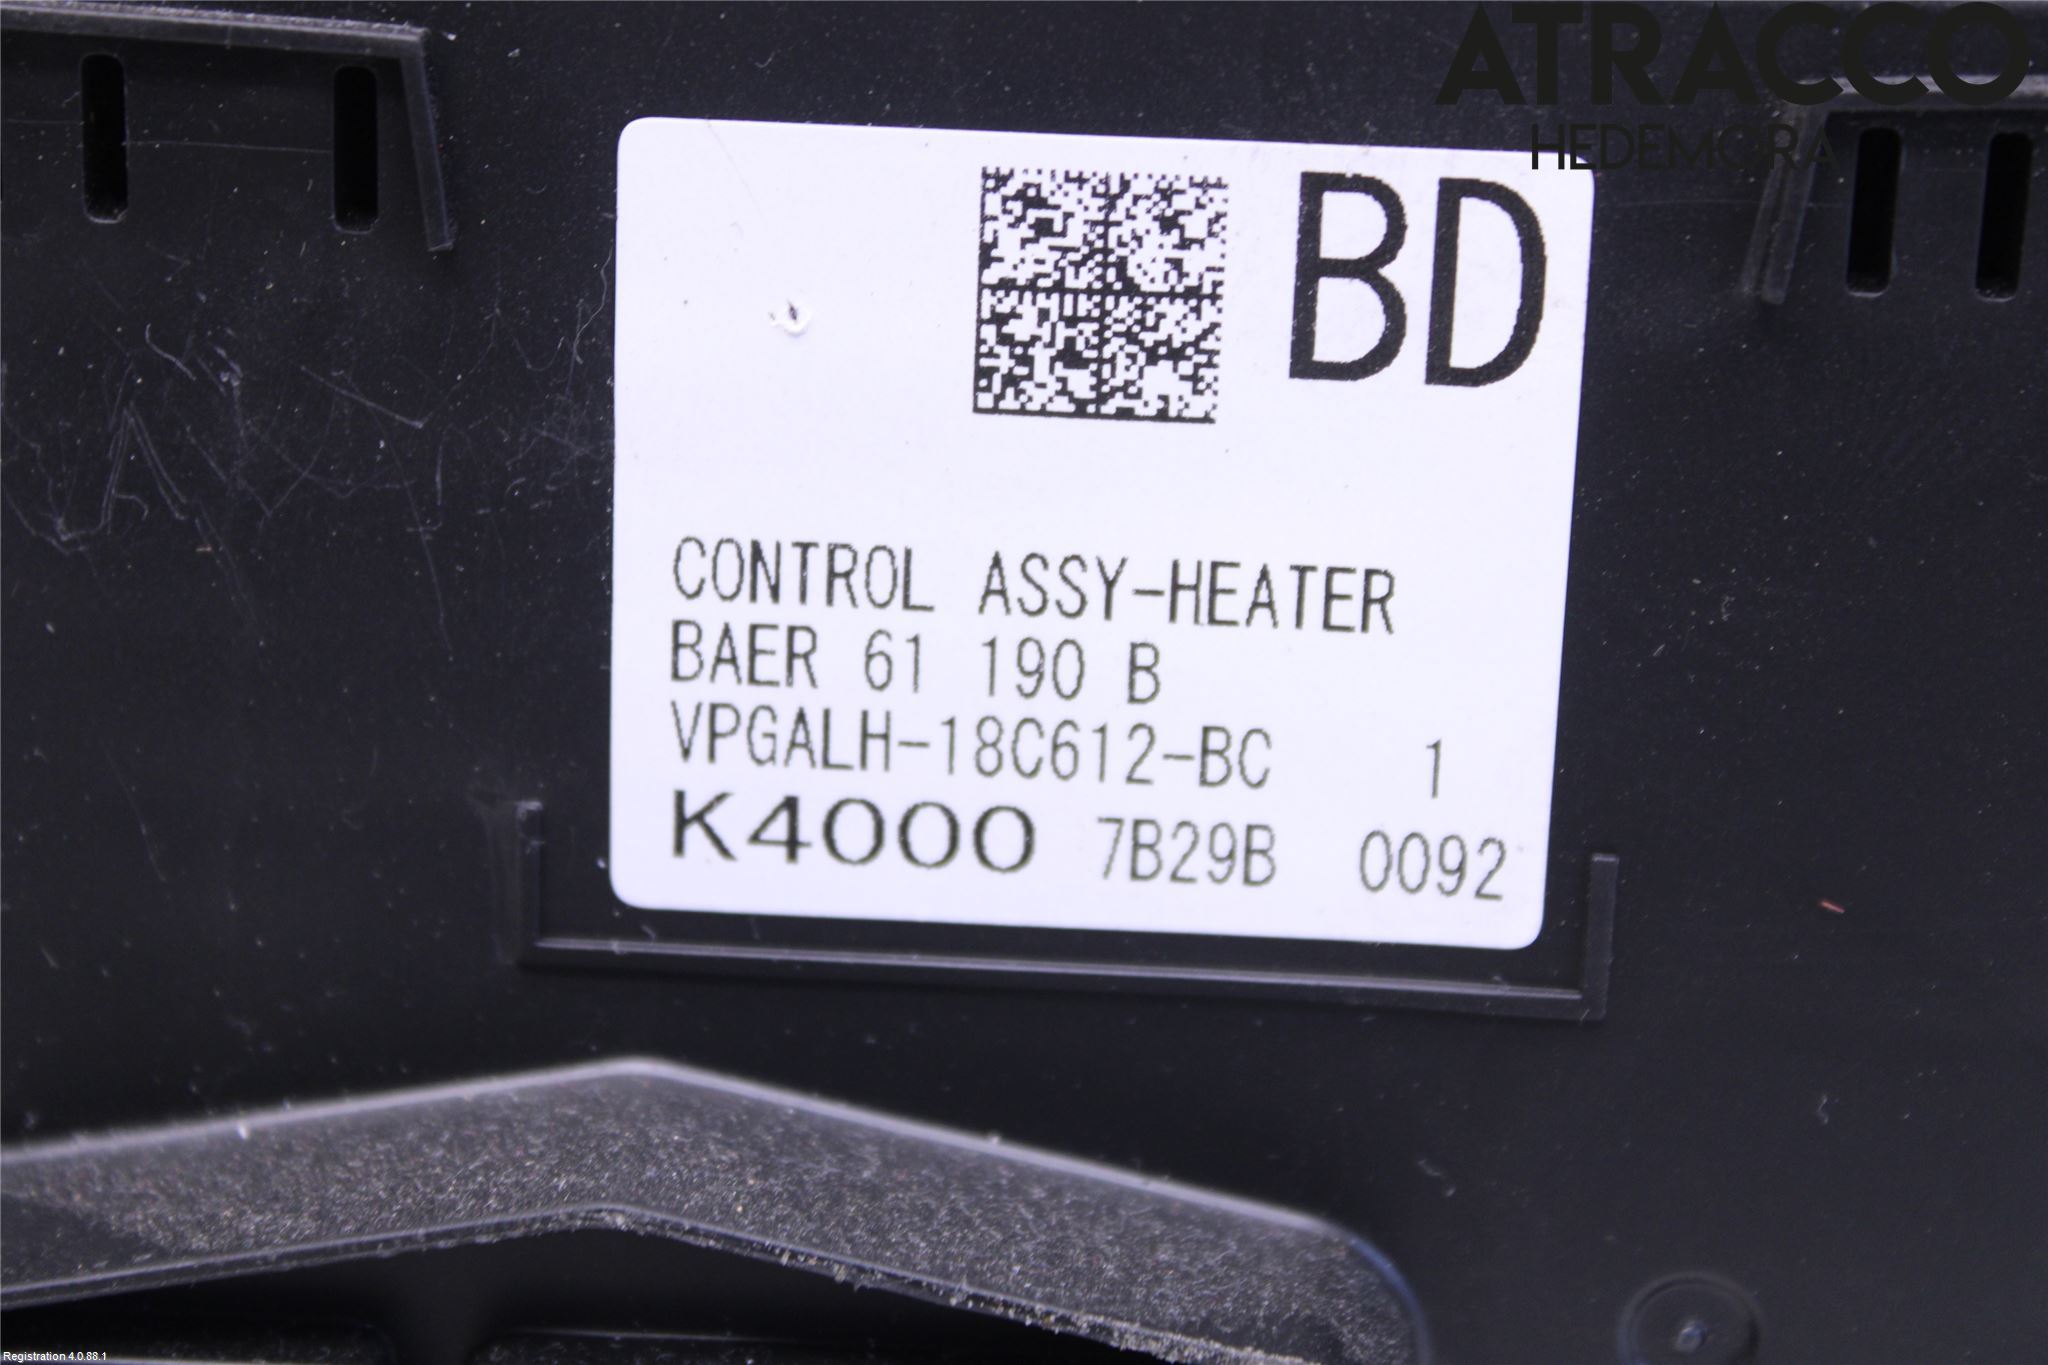 ATRACCO
HEDEMORA
BD
CONTROL ASSY-HEATER
BAER 61 190 B
VPGALH-18C612-BC 1
K4000 7B29B 0092
Registration 4.0.88.1